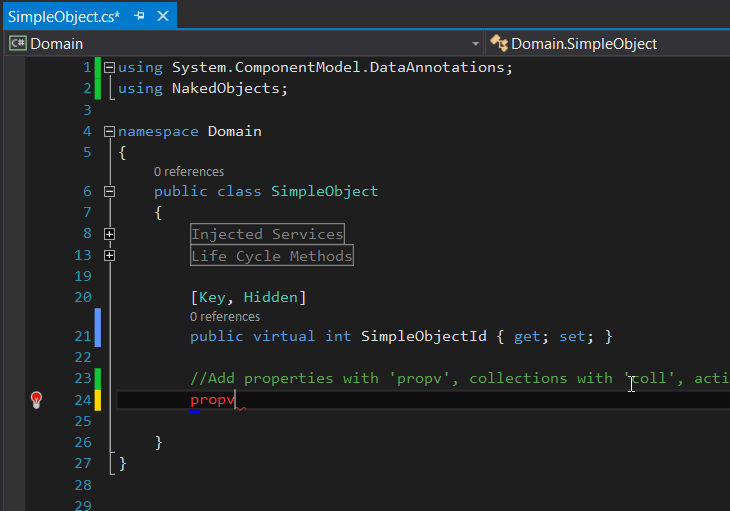 SimpleObject.cs*
C# Domain
Domain.SimpleObject
1 using System.ComponentModel.DataAnnotations;
2 using NakedObjects;
3
4 namespace Domain
5 {
0 references
6 public class SimpleObject
7 {
8 Injected Services
13 Life Cycle Methods
19
20 [Key, Hidden]
0 references
21 public virtual int SimpleObjectId { get; set; }
22
23 //Add properties with 'propv', collections with 'coll', acti
24 propv
25
26 }
27 }
28
29